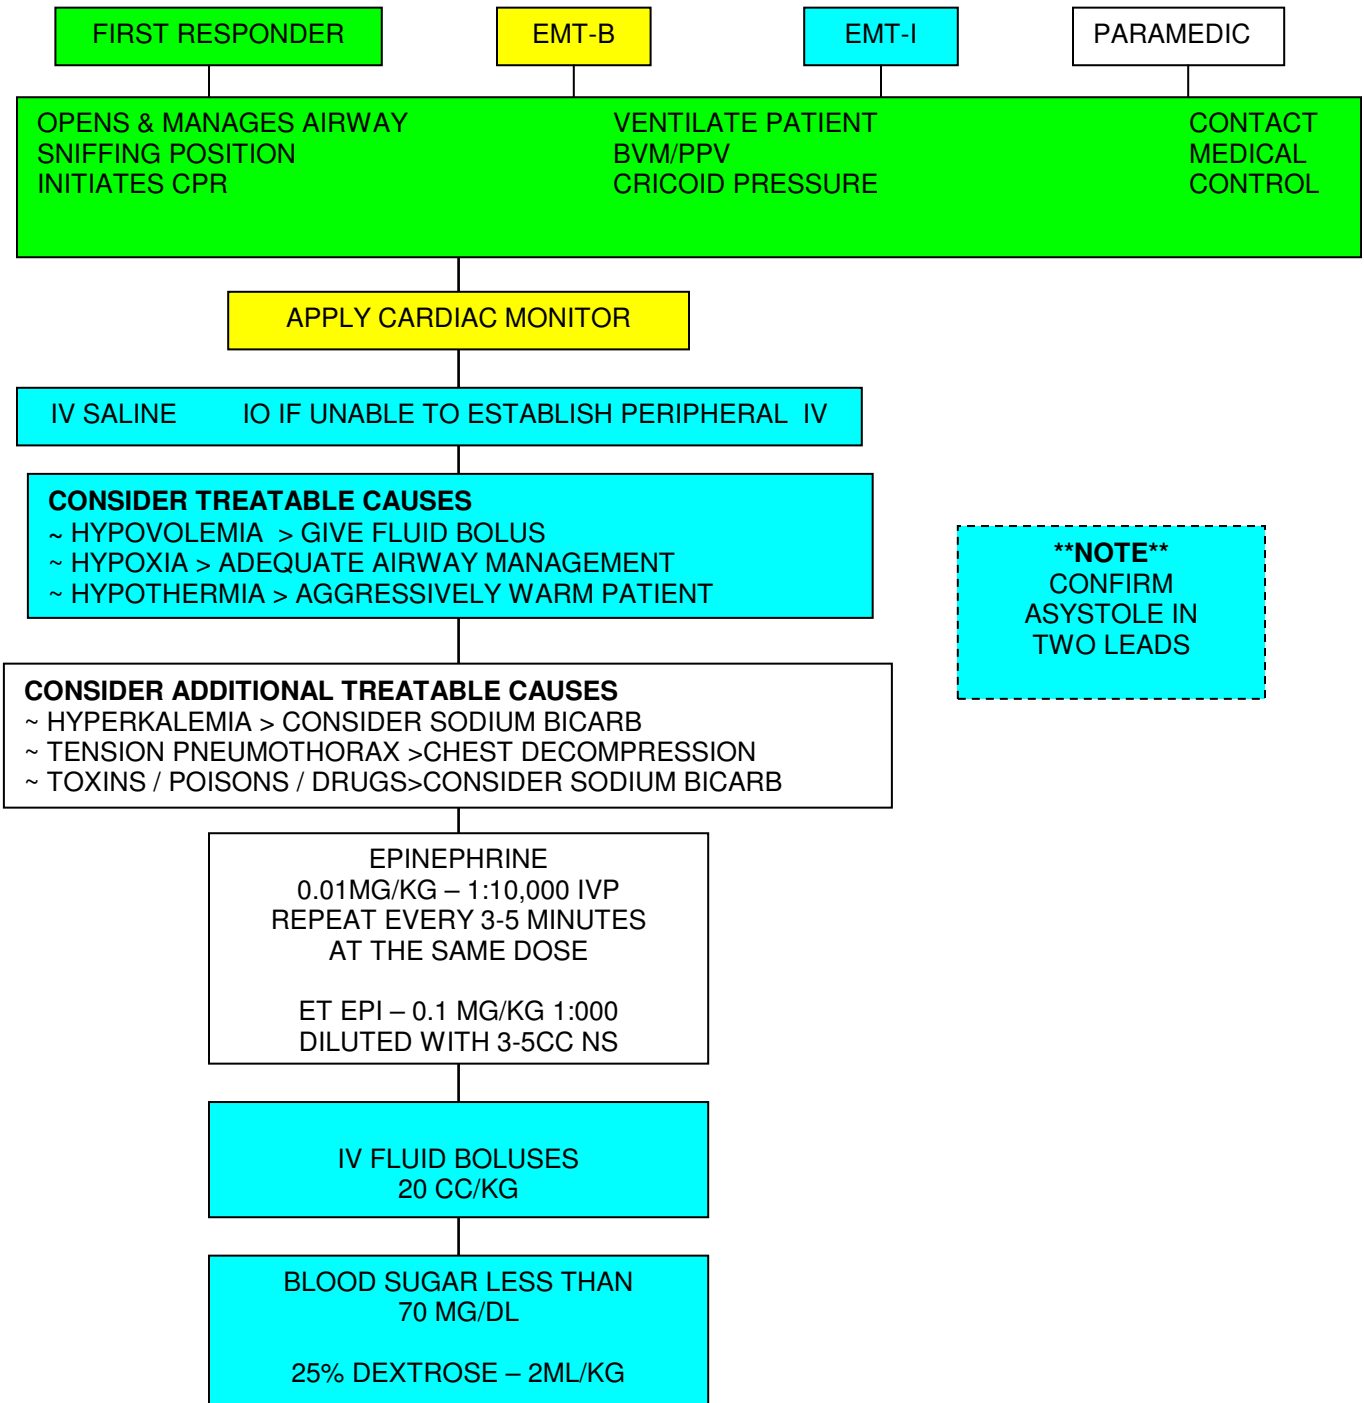 FIRST RESPONDER
EMT-B
EMT-I
PARAMEDIC
OPENS & MANAGES AIRWAY
SNIFFING POSITION
INITIATES CPR
VENTILATE PATIENT
BVM/PPV
CRICOID PRESSURE
CONTACT
MEDICAL
CONTROL
APPLY CARDIAC MONITOR
IV SALINE IO IF UNABLE TO ESTABLISH PERIPHERAL IV
CONSIDER TREATABLE CAUSES
~ HYPOVOLEMIA > GIVE FLUID BOLUS
~ HYPOXIA > ADEQUATE AIRWAY MANAGEMENT
~ HYPOTHERMIA > AGGRESSIVELY WARM PATIENT
**NOTE**
CONFIRM
ASYSTOLE IN
TWO LEADS
CONSIDER ADDITIONAL TREATABLE CAUSES
~ HYPERKALEMIA > CONSIDER SODIUM BICARB
~ TENSION PNEUMOTHORAX >CHEST DECOMPRESSION
~ TOXINS / POISONS / DRUGS>CONSIDER SODIUM BICARB
EPINEPHRINE
0.01MG/KG – 1:10,000 IVP
REPEAT EVERY 3-5 MINUTES
AT THE SAME DOSE
ET EPI – 0.1 MG/KG 1:000
DILUTED WITH 3-5CC NS
IV FLUID BOLUSES
20 CC/KG
BLOOD SUGAR LESS THAN
70 MG/DL
25% DEXTROSE – 2ML/KG